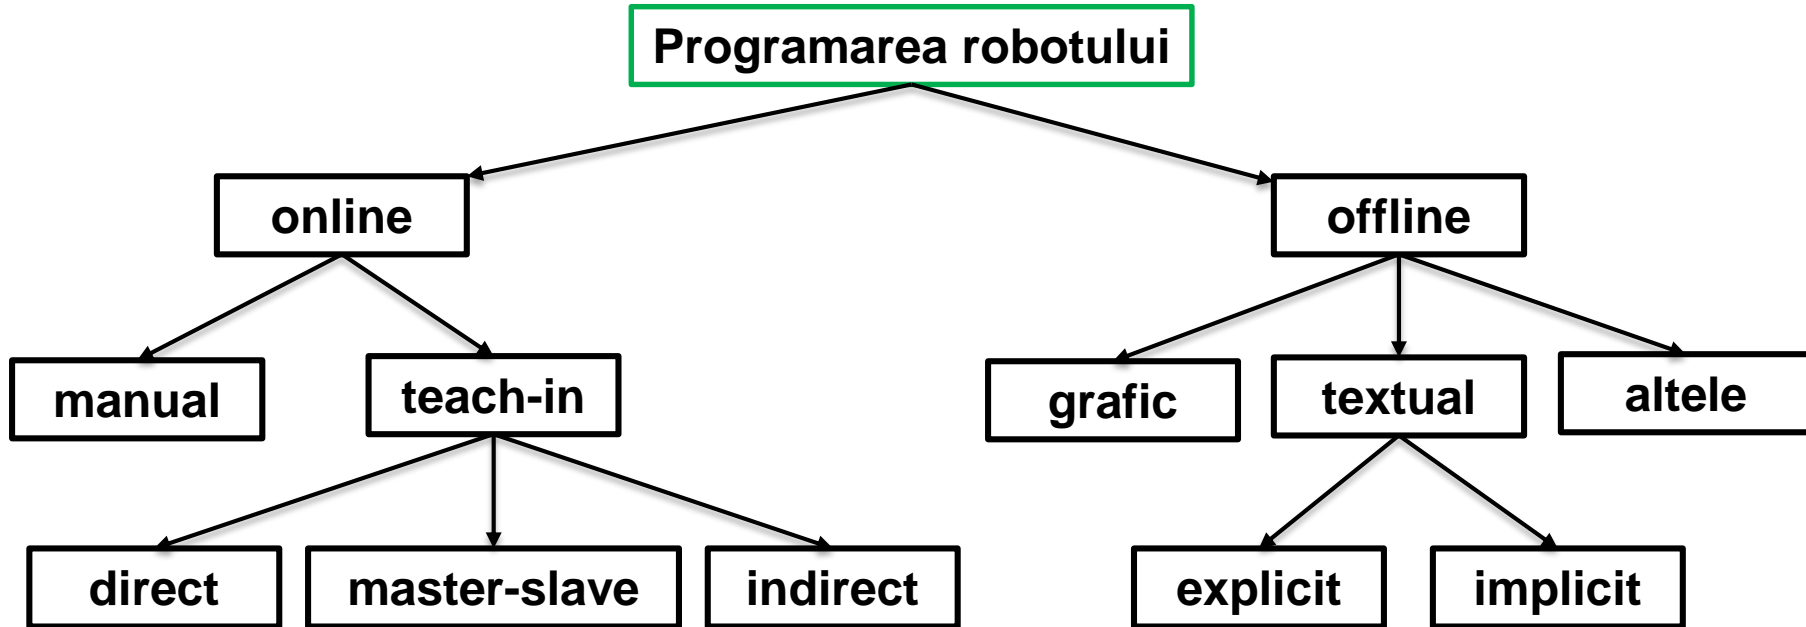 Programarea robotului
online
offline
manual
teach-in
grafic
textual
altele
direct
master-slave
indirect
explicit
implicit